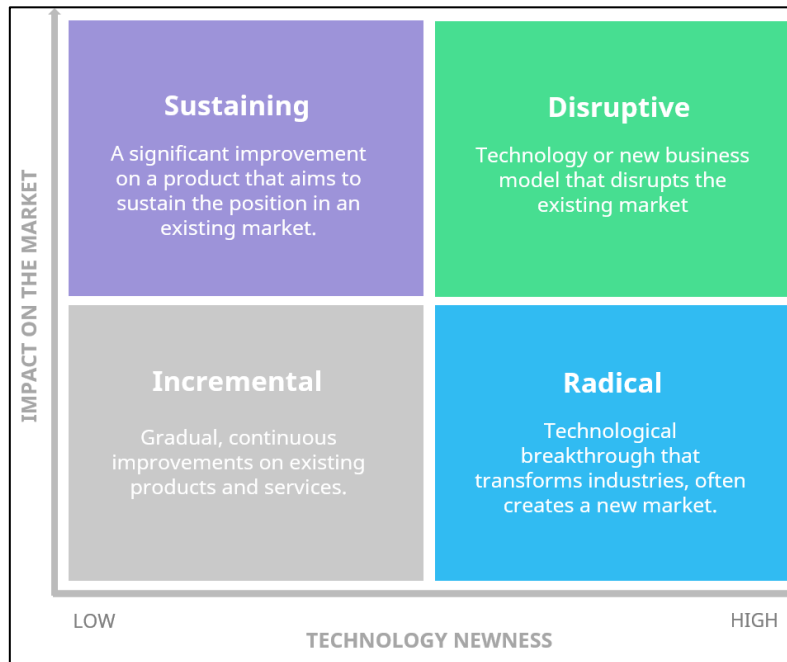 IMPACT ON THE MARKET
Sustaining
A significant improvement
on a product that aims to
sustain the position in an
existing market.
Disruptive
Technology or new business
model that disrupts the
existing market
Incremental
Gradual, continuous
improvements on existing
products and services.
Radical
Technological
breakthrough that
transforms industries, often
creates a new market.
LOW
HIGH
TECHNOLOGY NEWNESS